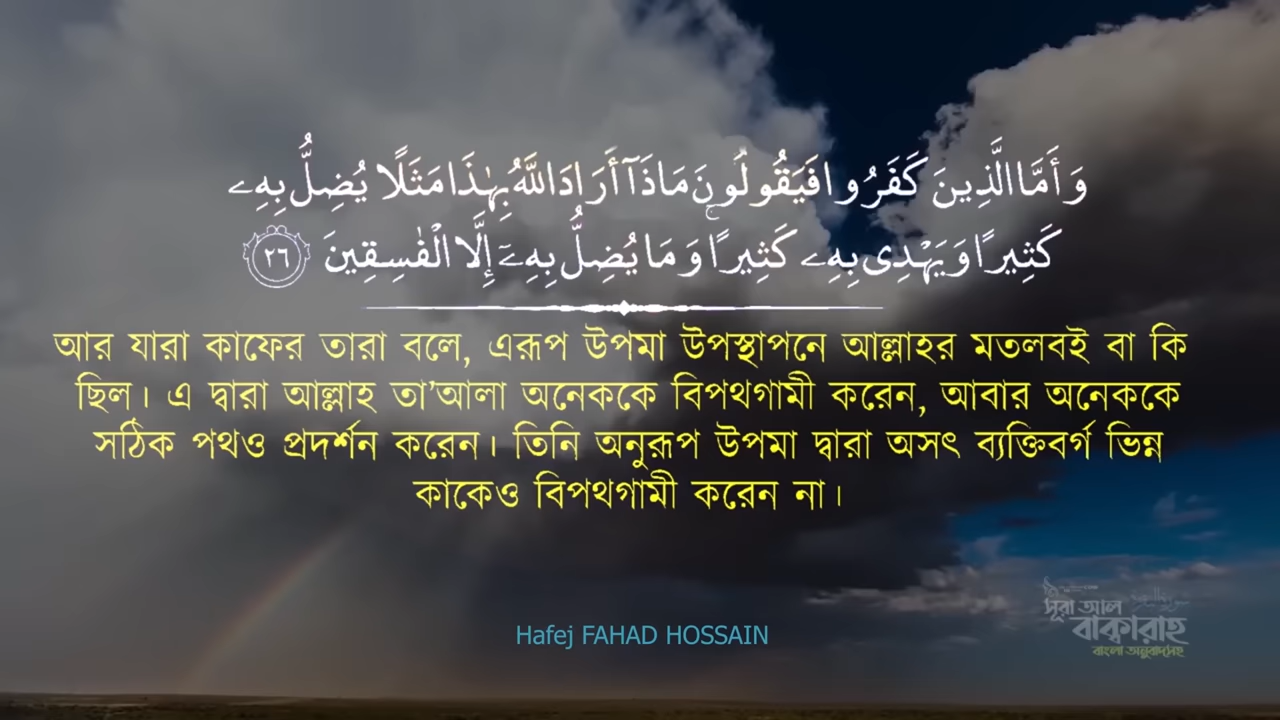 وَأَمَّا الَّذِينَ كَفَرُوا فَيَقُولُونَ مَاذَآ أَرَادَ اللَّهُ بِهَٰذَا مَثَلًا يُضِلُّ بِهِۦ
كَثِيرًا وَيَهْدِى بِهِۦ كَثِيرًا ۚ وَمَا يُضِلُّ بِهِۦٓ إِلَّا الْفَٰسِقِينَ ٢٦
আর যারা কাফের তারা বলে, এরূপ উপমা উপস্থাপনে আল্লাহর মতলবই বা কি
ছিল। এ দ্বারা আল্লাহ তা’আলা অনেককে বিপথগামী করেন, আবার অনেককে
সঠিক পথও প্রদর্শন করেন। তিনি অনুরূপ উপমা দ্বারা অসৎ ব্যক্তিবর্গ ভিন্ন
কাকেও বিপথগামী করেন না।
Hafej FAHAD HOSSAIN
সূরা আল
বাক্বারাহ
বাংলা অনুবাদসহ